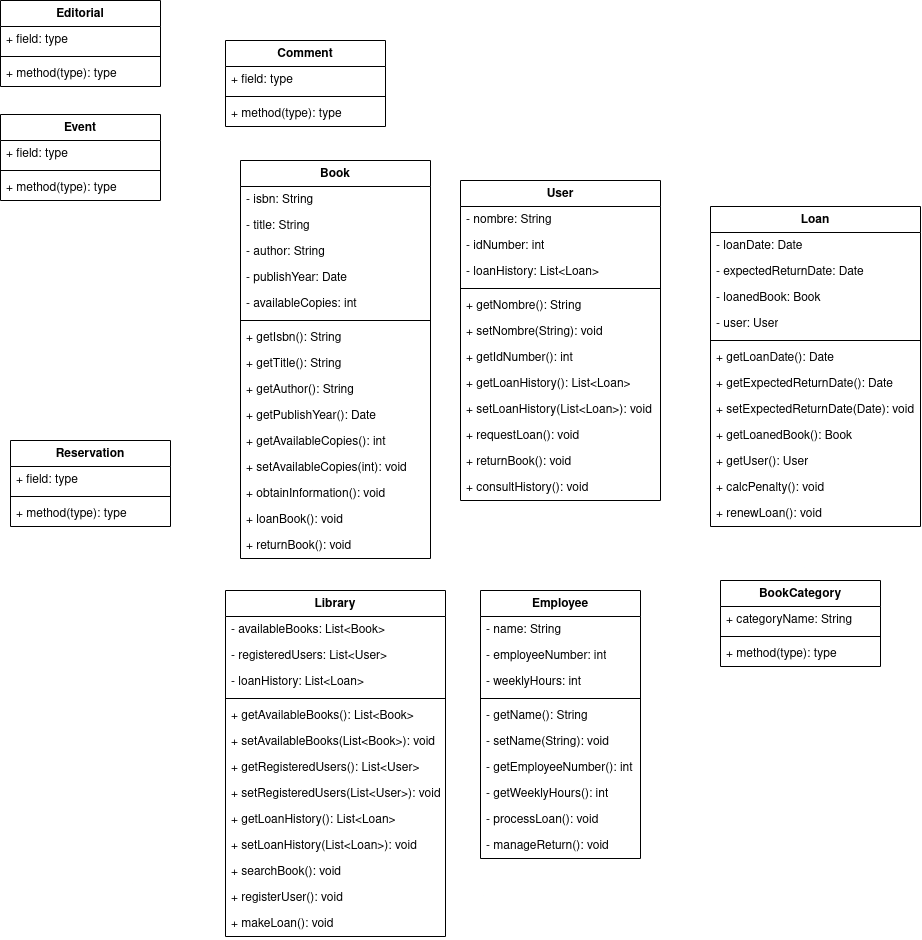 Editorial
+ field: type
+ method(type): type
Comment
+ field: type
+ method(type): type
Event
+ field: type
+ method(type): type
Book
- isbn: String
- title: String
- author: String
- publishYear: Date
- availableCopies: int
+ getIsbn(): String
+ getTitle(): String
+ getAuthor(): String
+ getPublishYear(): Date
+ getAvailableCopies(): int
+ setAvailableCopies(int): void
+ obtainInformation(): void
+ loanBook(): void
+ returnBook(): void
User
- nombre: String
- idNumber: int
- loanHistory: List<Loan>
+ getNombre(): String
+ setNombre(String): void
+ getIdNumber(): int
+ getLoanHistory(): List<Loan>
+ setLoanHistory(List<Loan>): void
+ requestLoan(): void
+ returnBook(): void
+ consultHistory(): void
Loan
- loanDate: Date
- expectedReturnDate: Date
- loanedBook: Book
- user: User
+ getLoanDate(): Date
+ getExpectedReturnDate(): Date
+ setExpectedReturnDate(Date): void
+ getLoanedBook(): Book
+ getUser(): User
+ calcPenalty(): void
+ renewLoan(): void
Reservation
+ field: type
+ method(type): type
Library
- availableBooks: List<Book>
- registeredUsers: List<User>
- loanHistory: List<Loan>
+ getAvailableBooks(): List<Book>
+ setAvailableBooks(List<Book>): void
+ getRegisteredUsers(): List<User>
+ setRegisteredUsers(List<User>): void
+ getLoanHistory(): List<Loan>
+ setLoanHistory(List<Loan>): void
+ searchBook(): void
+ registerUser(): void
+ makeLoan(): void
Employee
- name: String
- employeeNumber: int
- weeklyHours: int
- getName(): String
- setName(String): void
- getEmployeeNumber(): int
- getWeeklyHours(): int
- processLoan(): void
- manageReturn(): void
BookCategory
+ categoryName: String
+ method(type): type